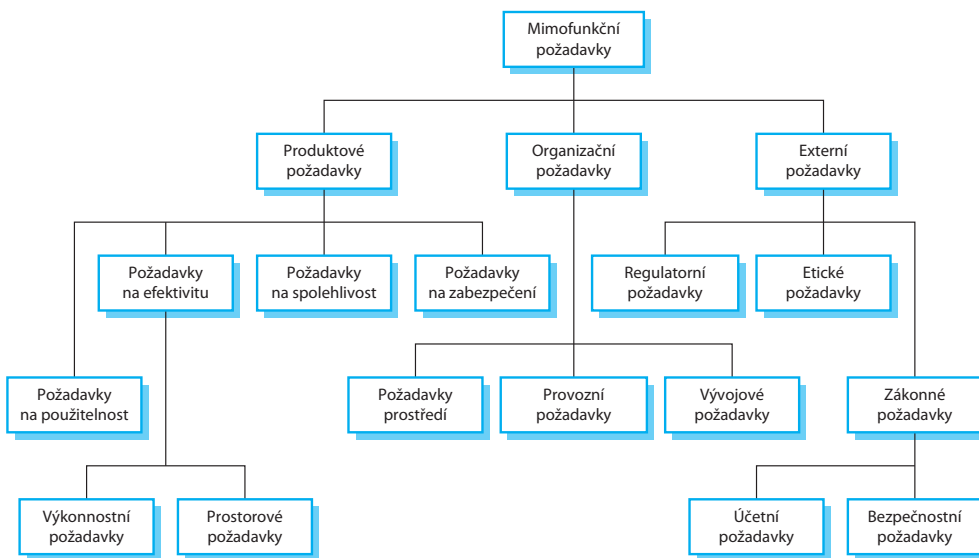 Mimofunkční
požadavky
Produktové
požadavky
Organizační
požadavky
Externí
požadavky
Požadavky
na efektivitu
Požadavky
na spolehlivost
Požadavky
na zabezpečení
Regulatorní
požadavky
Etické
požadavky
Požadavky
na použitelnost
Požadavky
prostředí
Provozní
požadavky
Vývojové
požadavky
Zákonné
požadavky
Výkonnostní
požadavky
Prostorové
požadavky
Účetní
požadavky
Bezpečnostní
požadavky